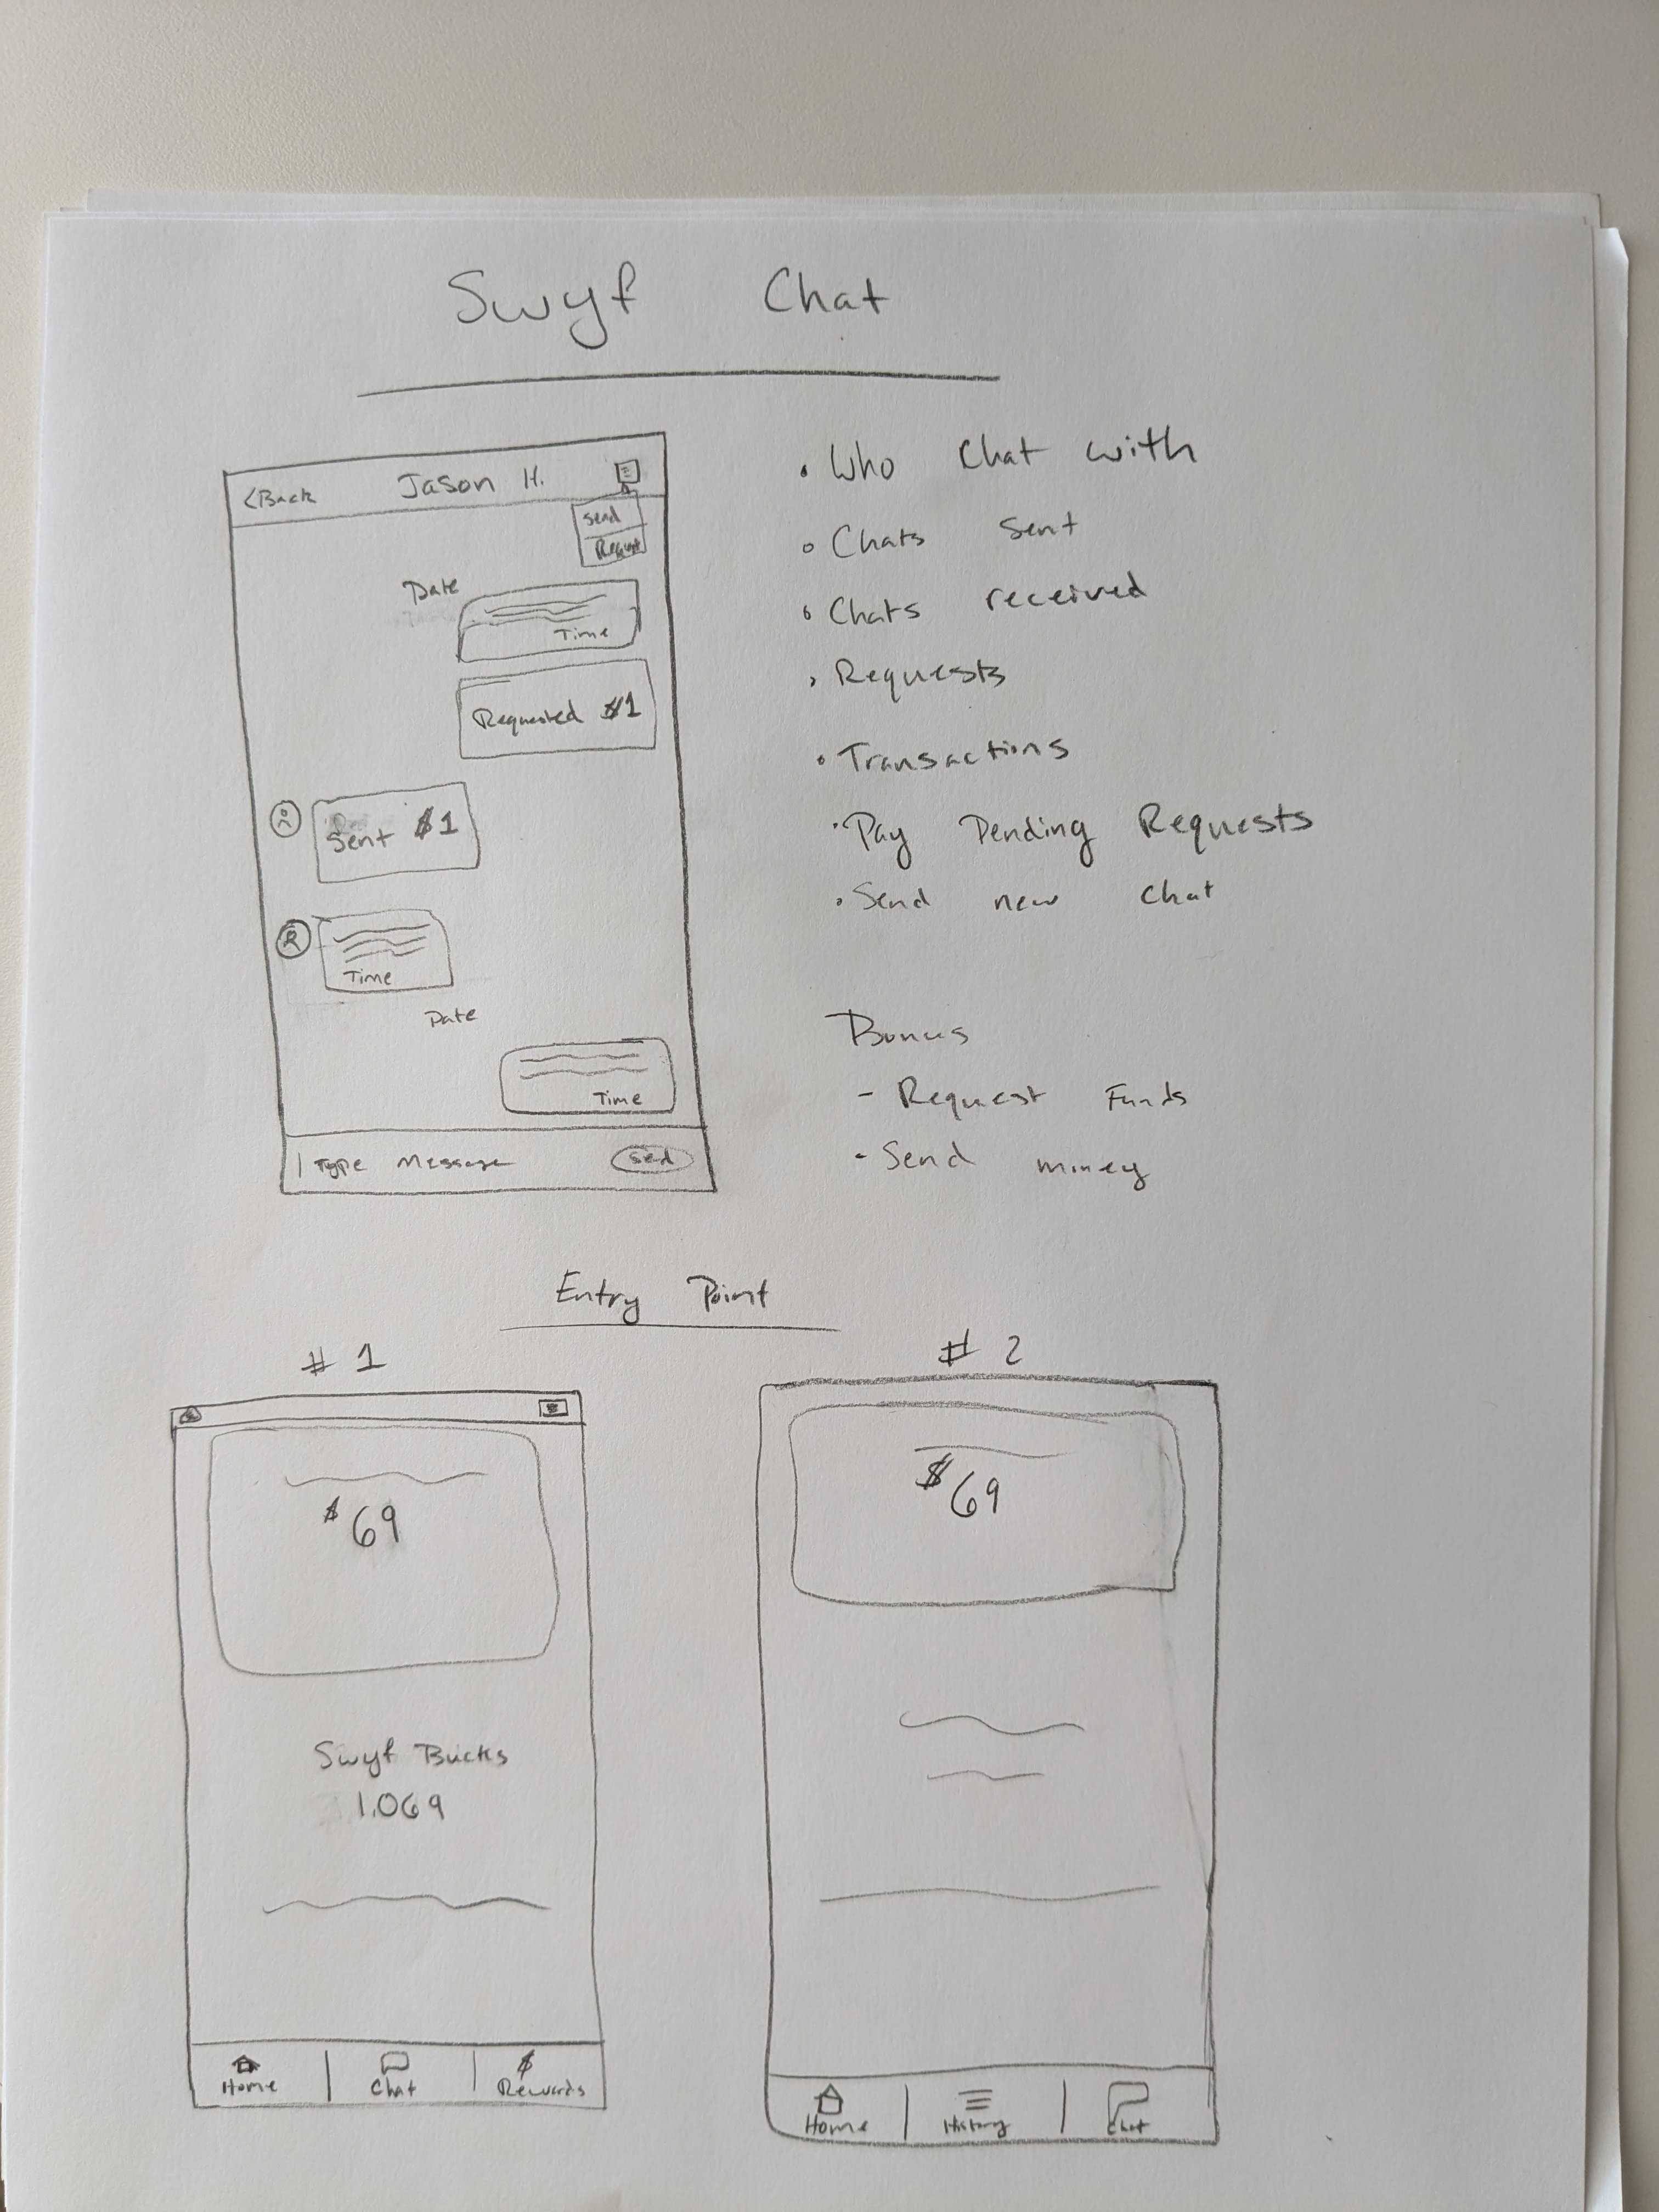 Swyf Chat
<Back Jason H.
Send
Request
Date
Time
Requested $1
Sent $1
Time
Date
Time
Type Message Send
• Who Chat with
• Chats Sent
• Chats received
• Requests
• Transactions
• Pay Pending Requests
• Send new Chat
Bonus
- Request Funds
- Send money
Entry Point
# 1
$69
Swyf Bucks
1,069
Home Chat $ Rewards
# 2
$69
Home History Chat